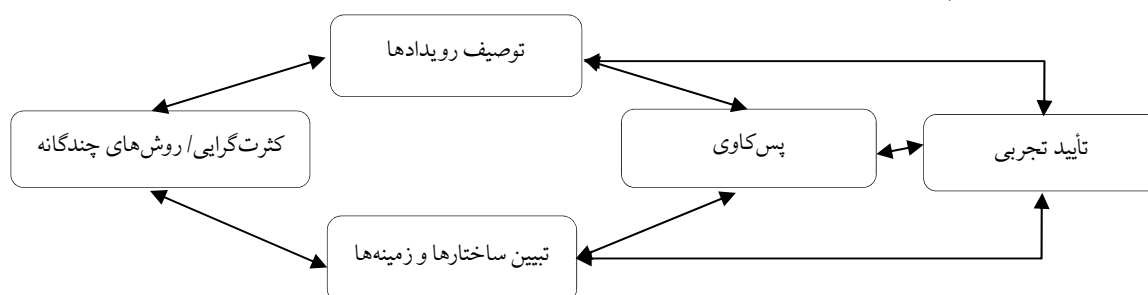 توصیف رویدادها
کثرت‌گرایی/ روش‌های چندگانه
پس‌کاوی
تأیید تجربی
تبیین ساختارها و زمینه‌ها